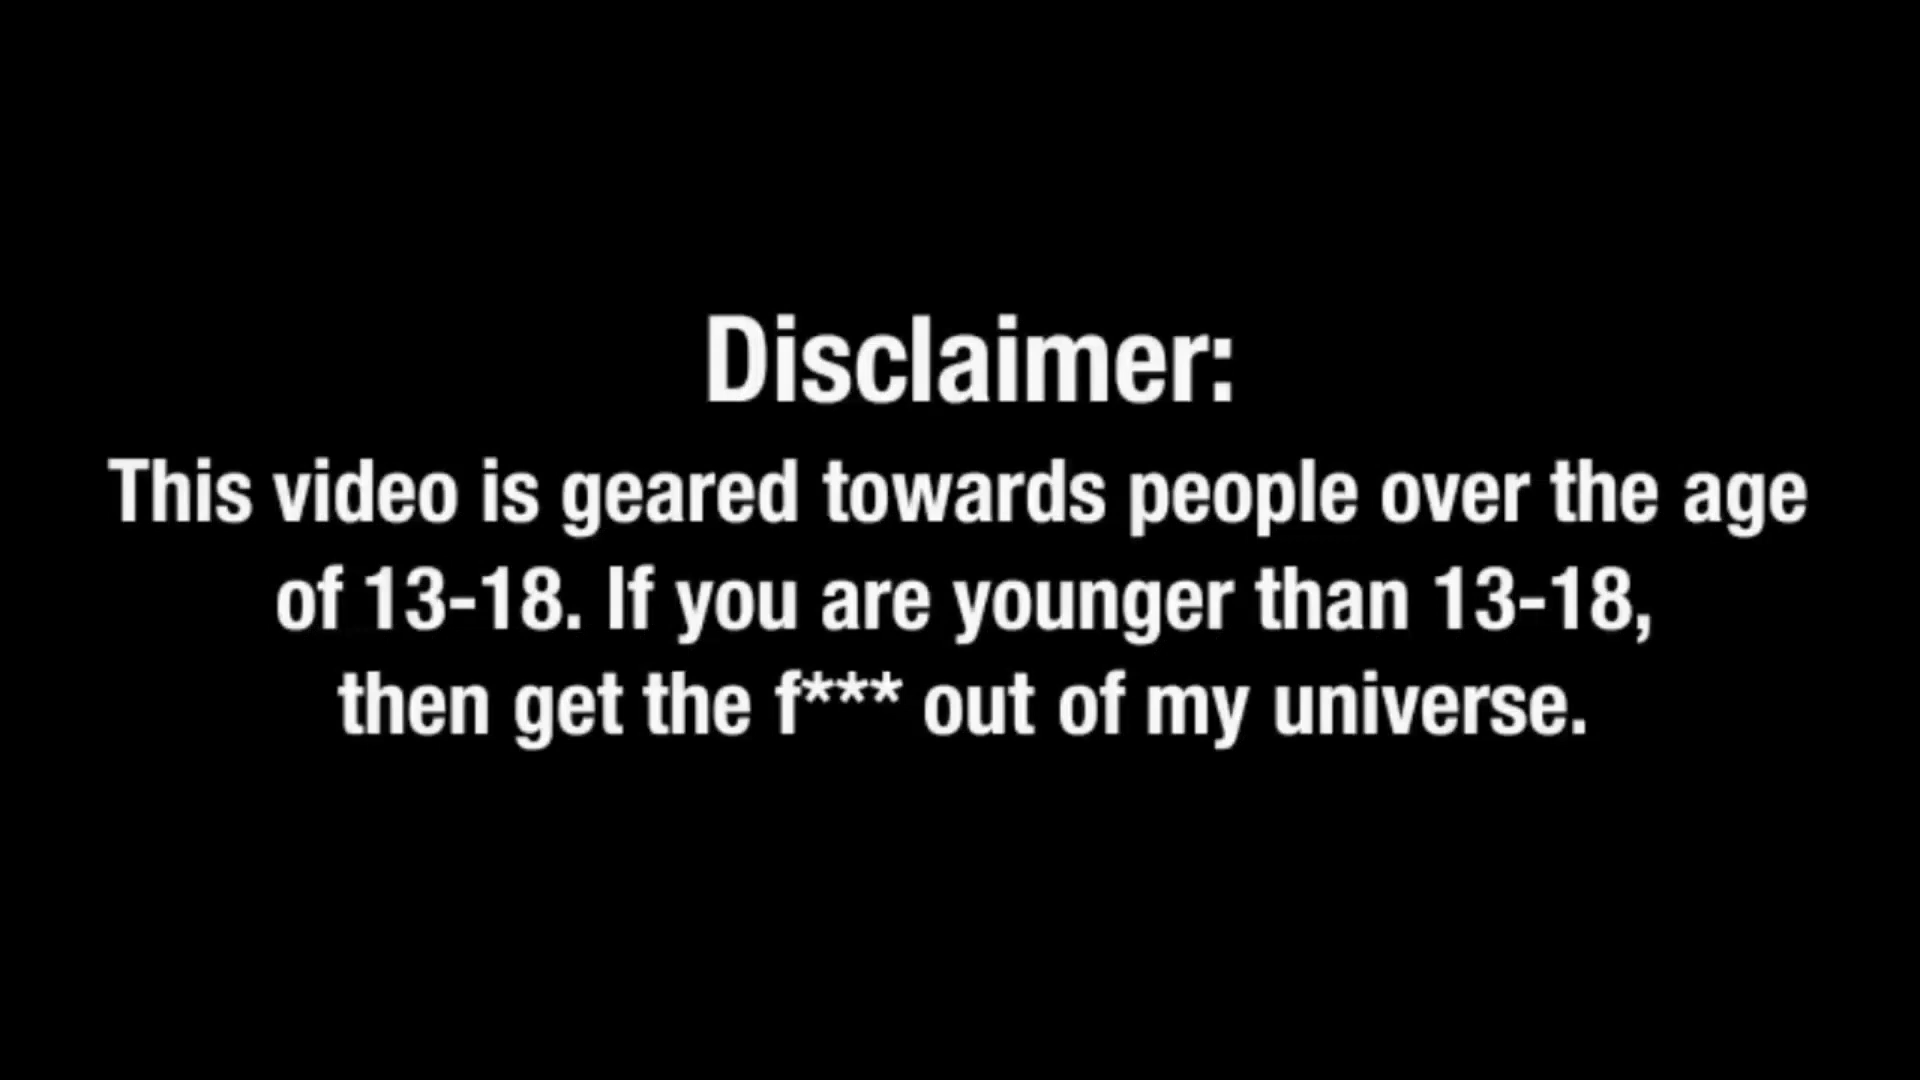 Disclaimer:
This video is geared towards people over the age
of 13-18. If you are younger than 13-18,
then get the f*** out of my universe.